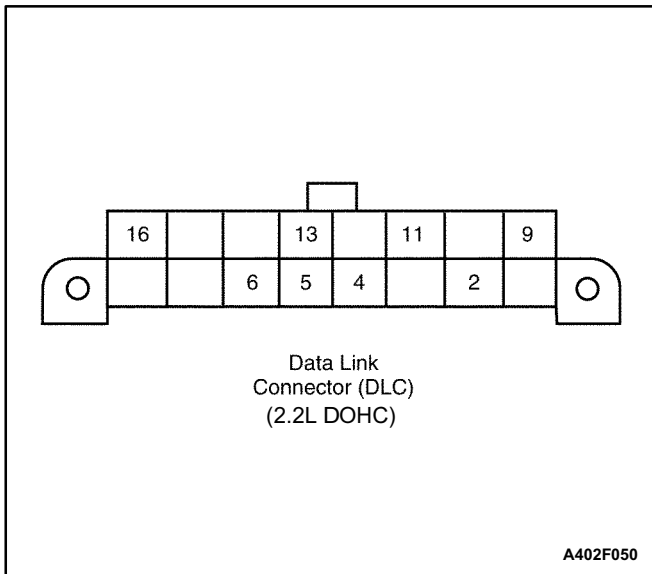 16 13 11 9
6 5 4 2
Data Link
Connector (DLC)
(2.2L DOHC)
A402F050